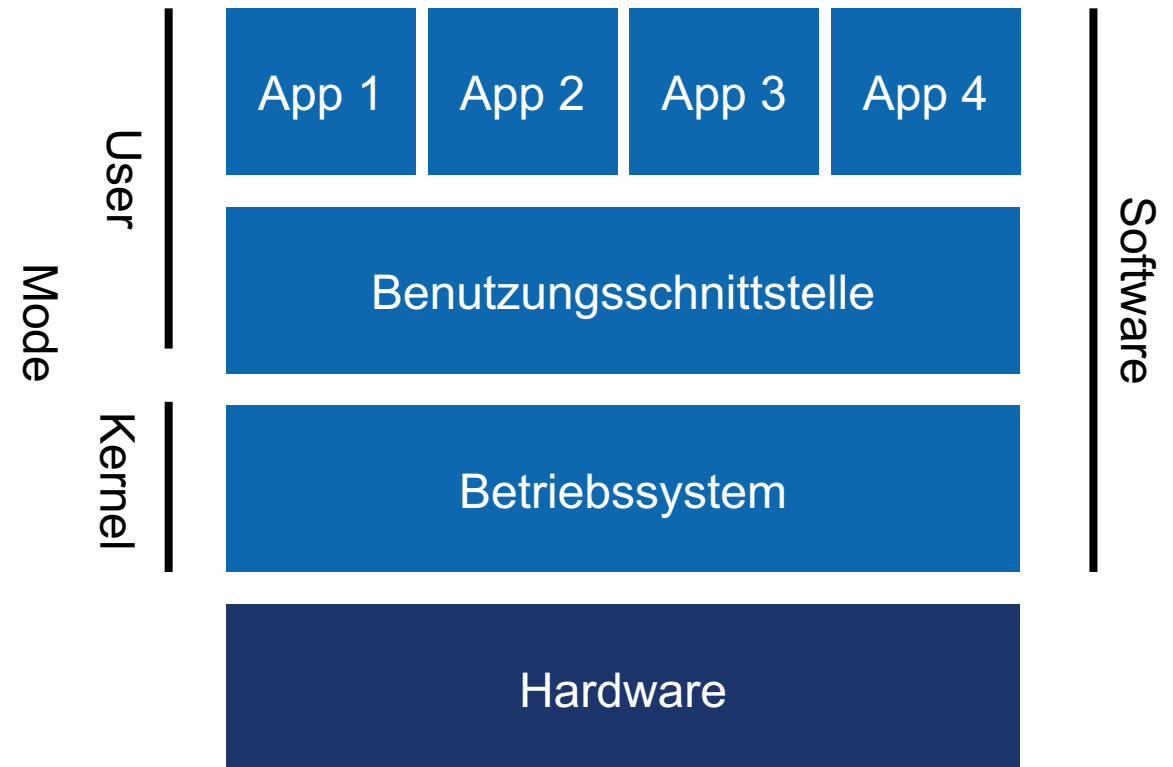 App 1
App 2
App 3
App 4
User
Mode
Software
Benutzungsschnittstelle
Kernel
Betriebssystem
Hardware